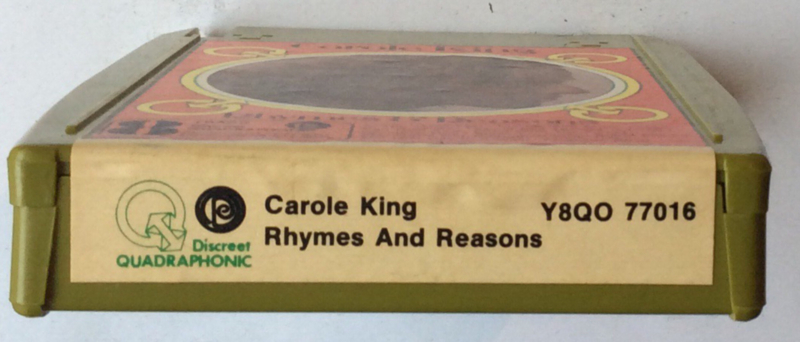 Carole King
Y8QO 77016
Rhymes And Reasons
Discreet
QUADRAPHONIC